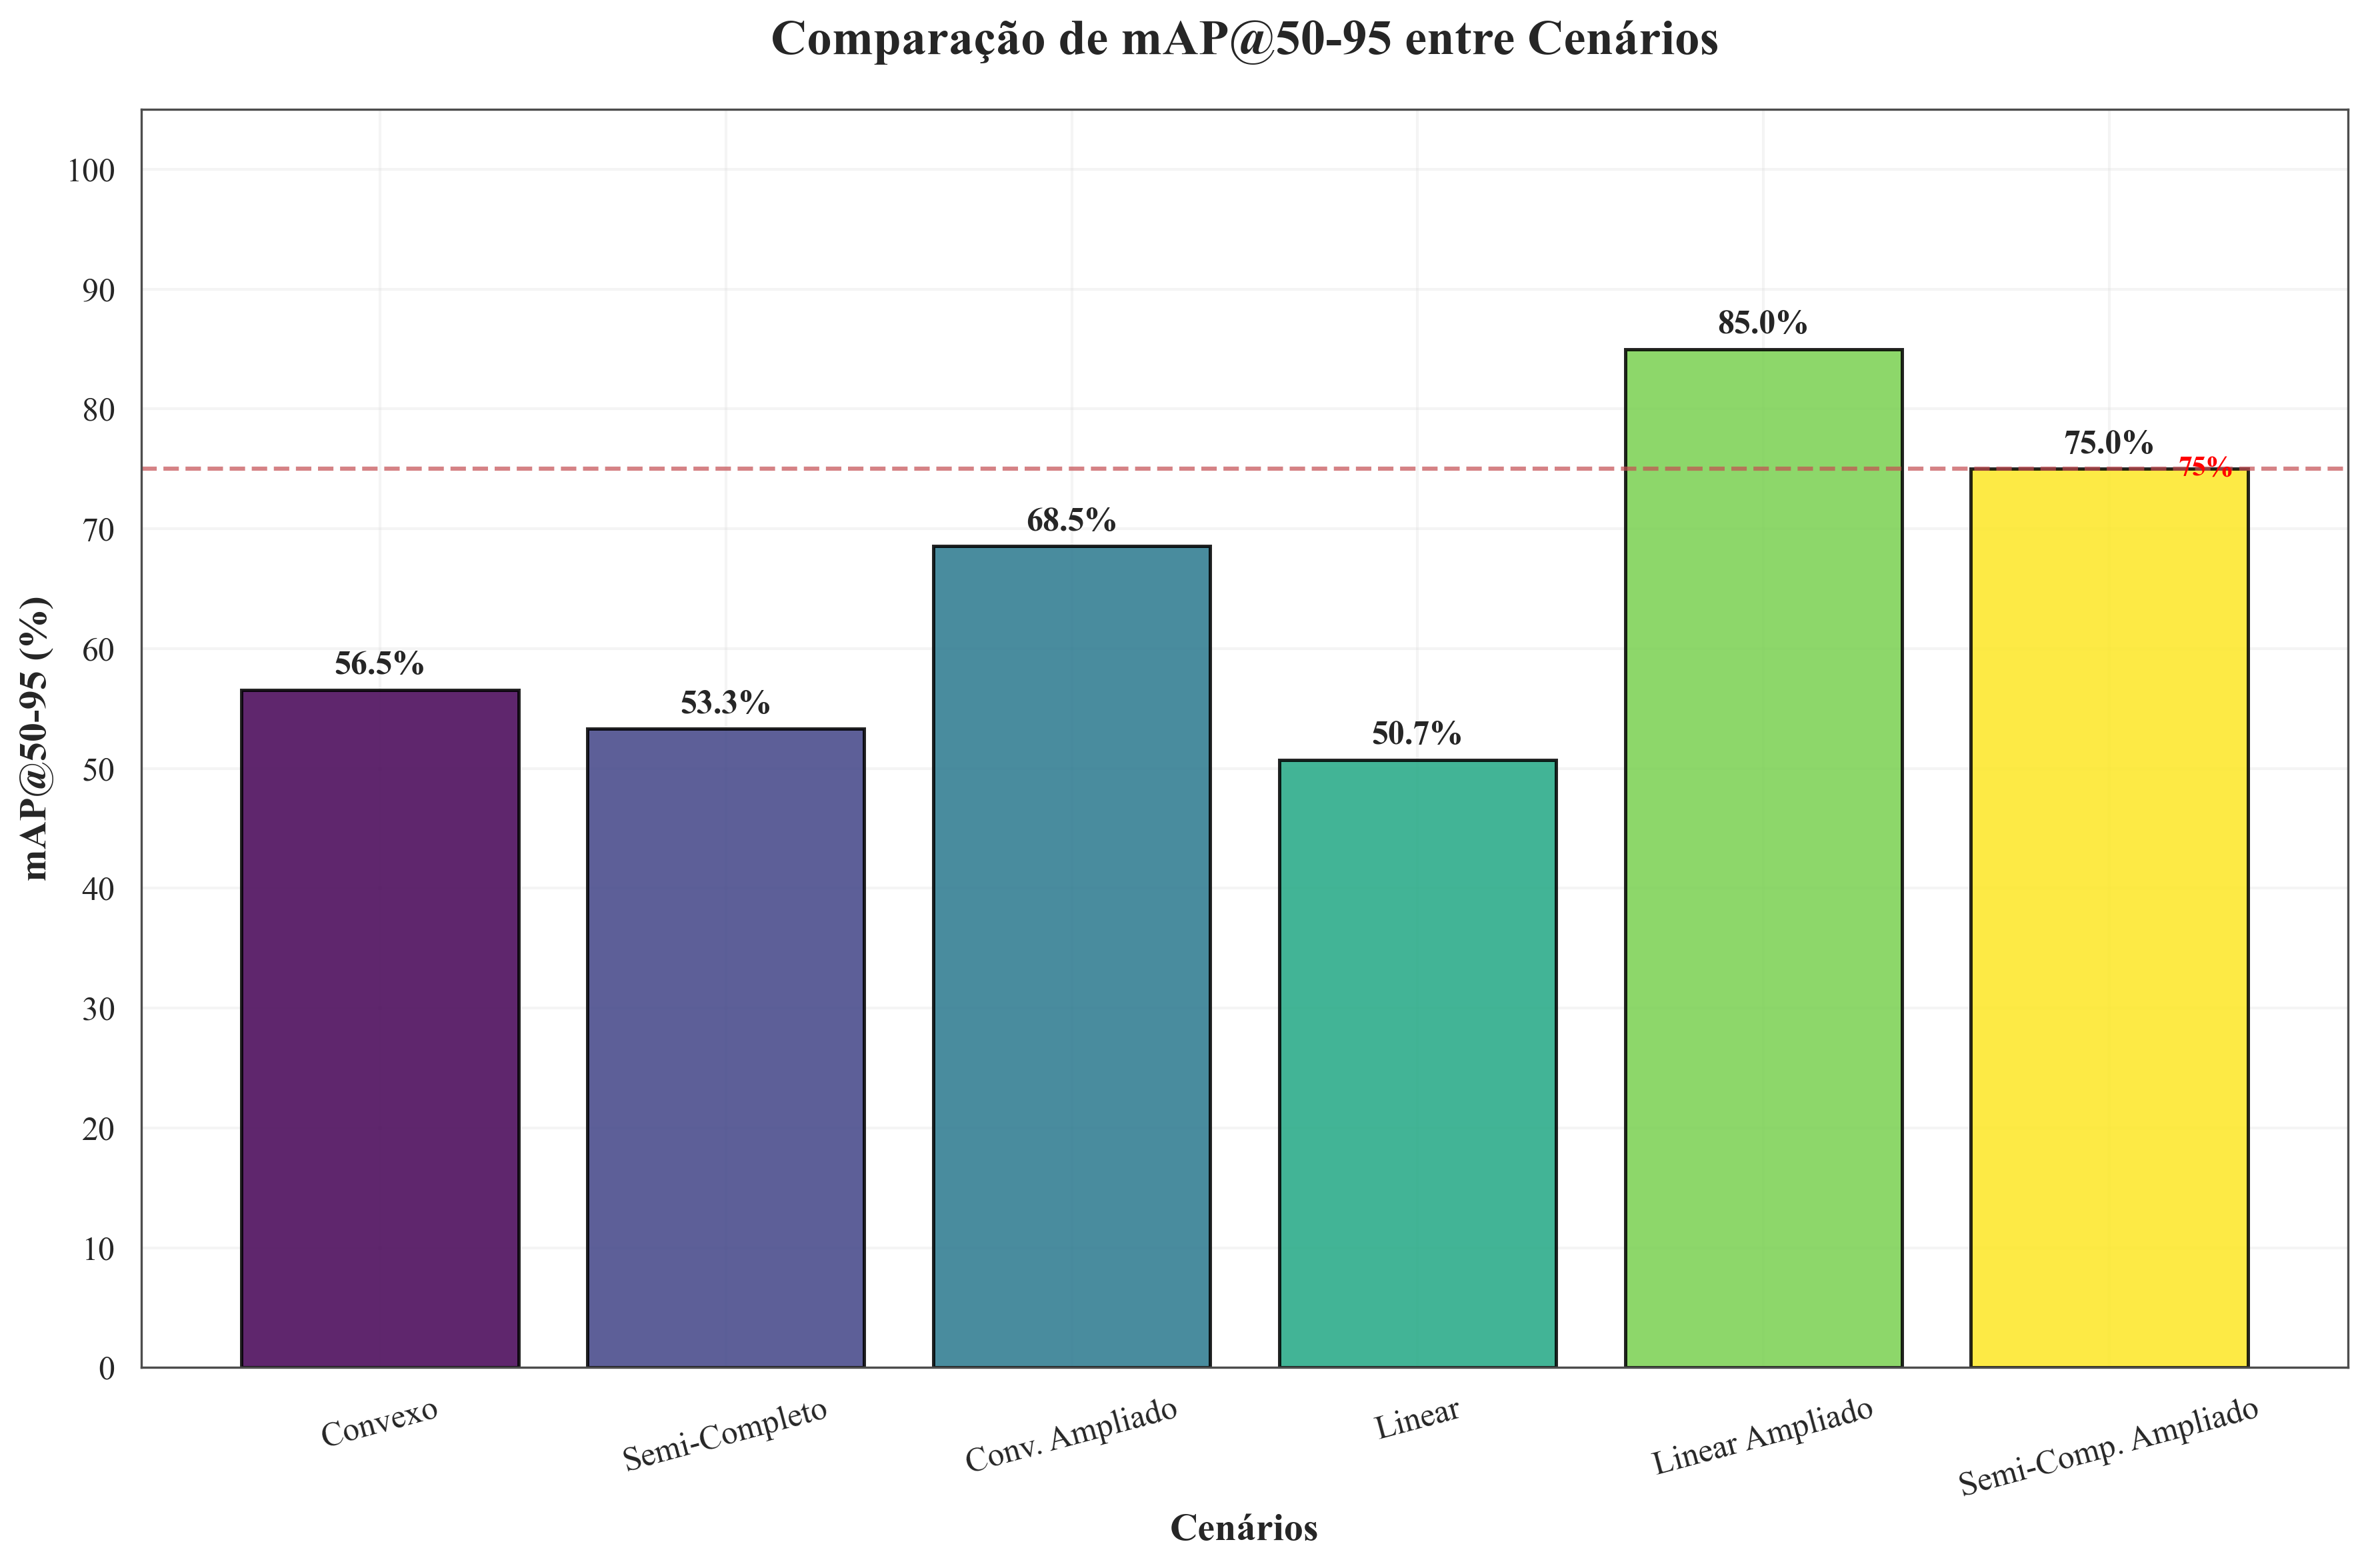 Comparação de mAP@50-95 entre Cenários
mAP@50-95 (%)
100
90
80
70
60
50
40
30
20
10
0
56.5%
53.3%
68.5%
50.7%
85.0%
75.0%
75%
Convexo
Semi-Completo
Conv. Ampliado
Linear
Linear Ampliado
Semi-Comp. Ampliado
Cenários